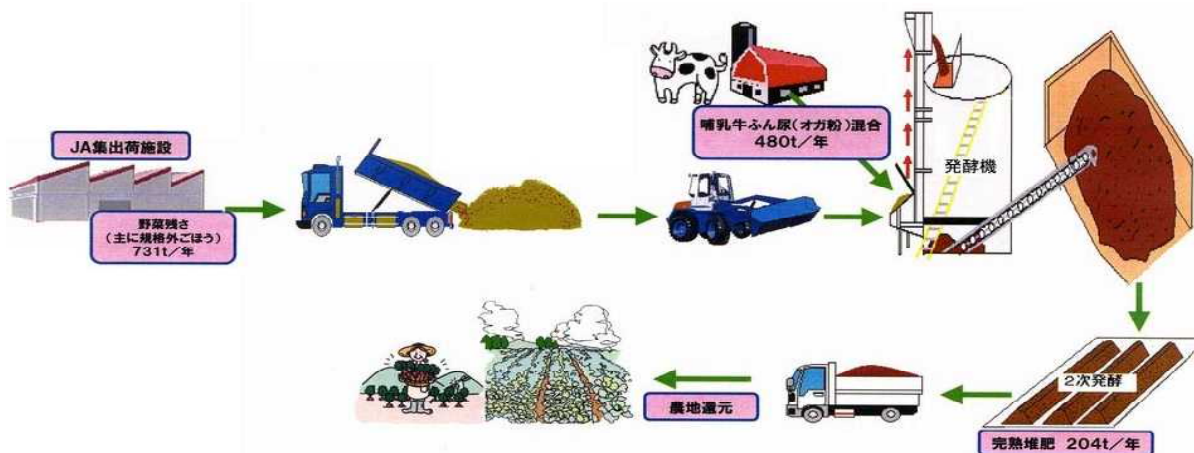 JA集出荷施設
野菜残さ
(主に規格外ごぼう)
731t/年
哺乳牛ふん尿(オガ粉)混合
480t/年
発酵機
2次発酵
完熟堆肥 204t/年
農地還元